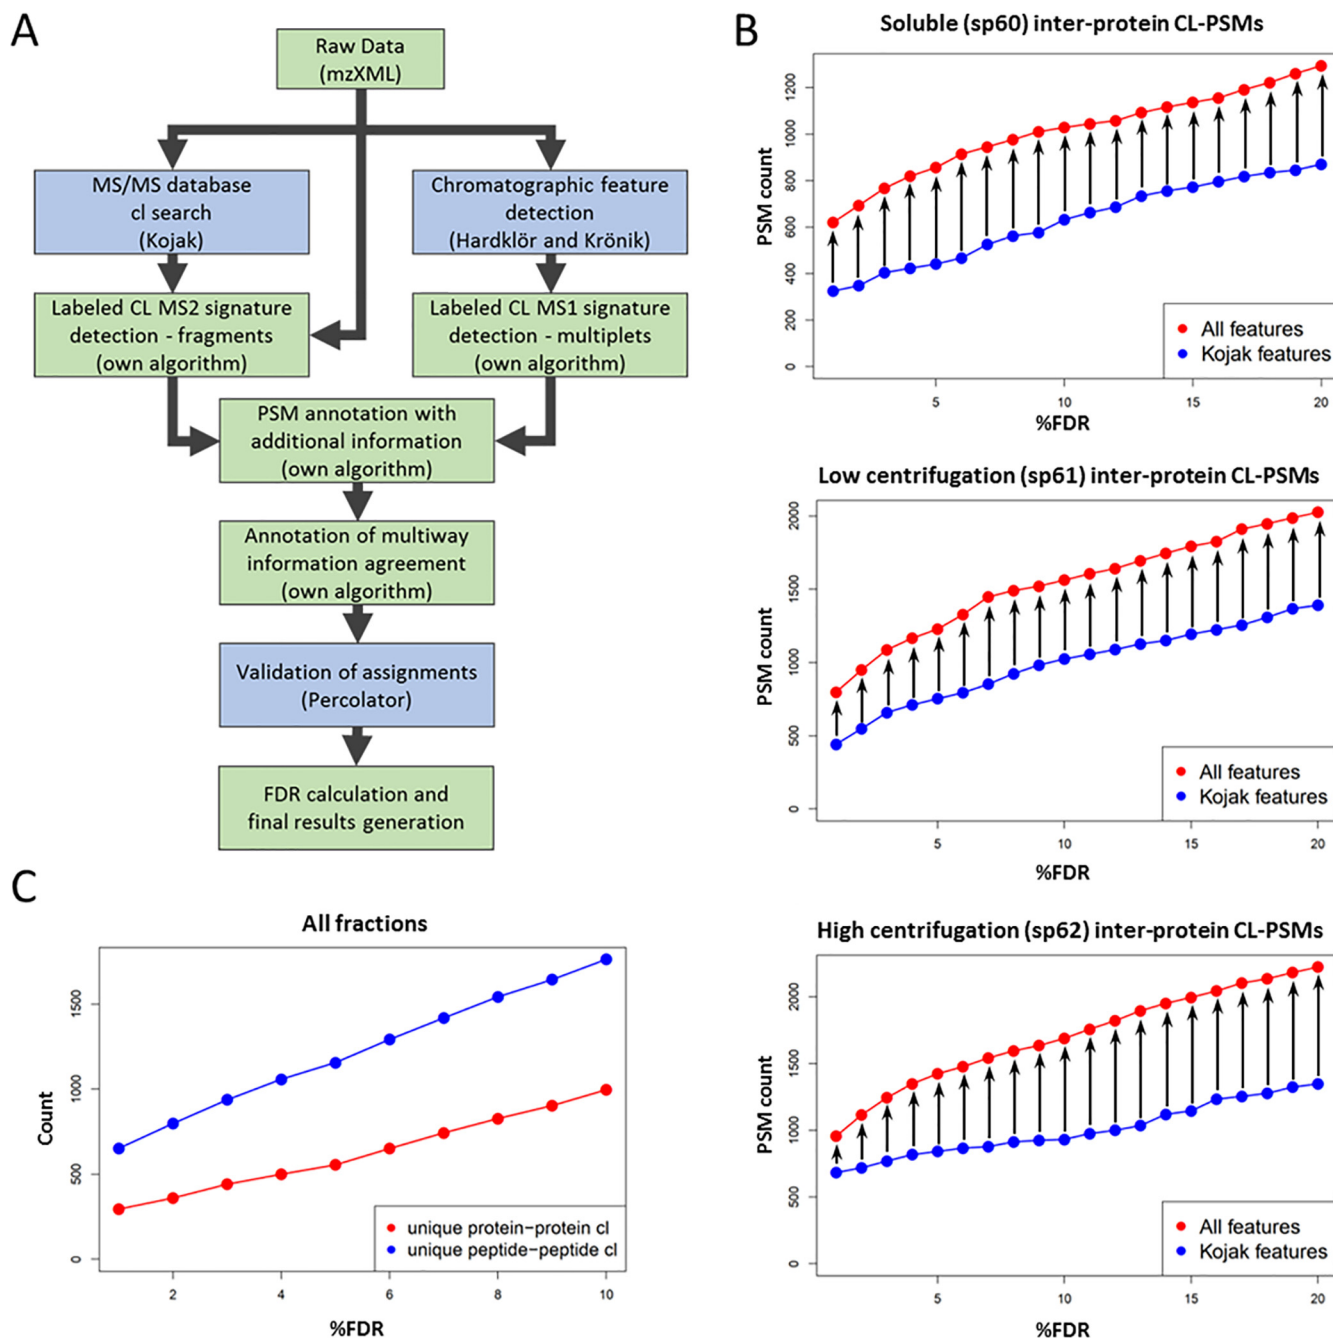 A
Raw Data
(mzXML)
MS/MS database
cl search
(Kojak)
Chromatographic feature
detection
(Hardklör and Krönik)
Labeled CL MS2 signature
detection - fragments
(own algorithm)
Labeled CL MS1 signature
detection - multiplets
(own algorithm)
PSM annotation with
additional information
(own algorithm)
Annotation of multiway
information agreement
(own algorithm)
Validation of assignments
(Percolator)
FDR calculation and
final results generation
B
Soluble (sp60) inter-protein CL-PSMs
PSM count
1200
1000
800
600
400
200
0
All features
Kojak features
5
10
15
20
%FDR
Low centrifugation (sp61) inter-protein CL-PSMs
PSM count
2000
1500
1000
500
0
All features
Kojak features
5
10
15
20
%FDR
High centrifugation (sp62) inter-protein CL-PSMs
PSM count
2000
1500
1000
500
0
All features
Kojak features
5
10
15
20
%FDR
C
All fractions
Count
1500
1000
500
0
unique protein−protein cl
unique peptide−peptide cl
2
4
6
8
10
%FDR